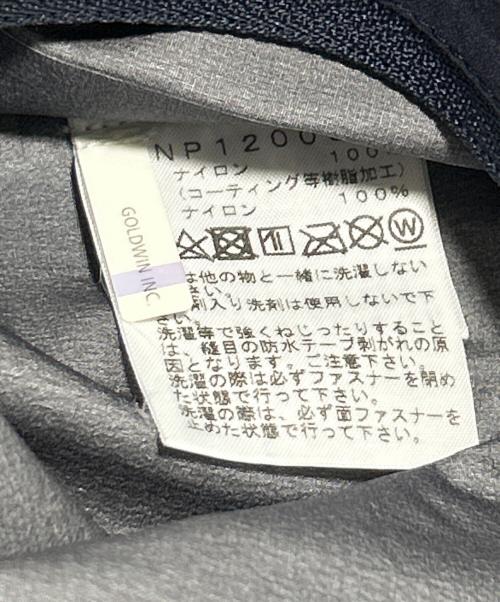 NP1200
ナイロン 100%
(コーティング等樹脂加工)
ナイロン 100%
W
は他の物と一緒に洗濯しない
さい。
剤入り洗剤は使用しないで下
さい。
洗濯等で強くねじったりすること
は、縫目の防水テープ剥がれの原
因となります。ご注意下さい。
洗濯の際は必ずファスナーを閉め
た状態で行って下さい。
洗濯の際は、必ず面ファスナーを
止めた状態で行って下さい。
GOLDWIN INC.